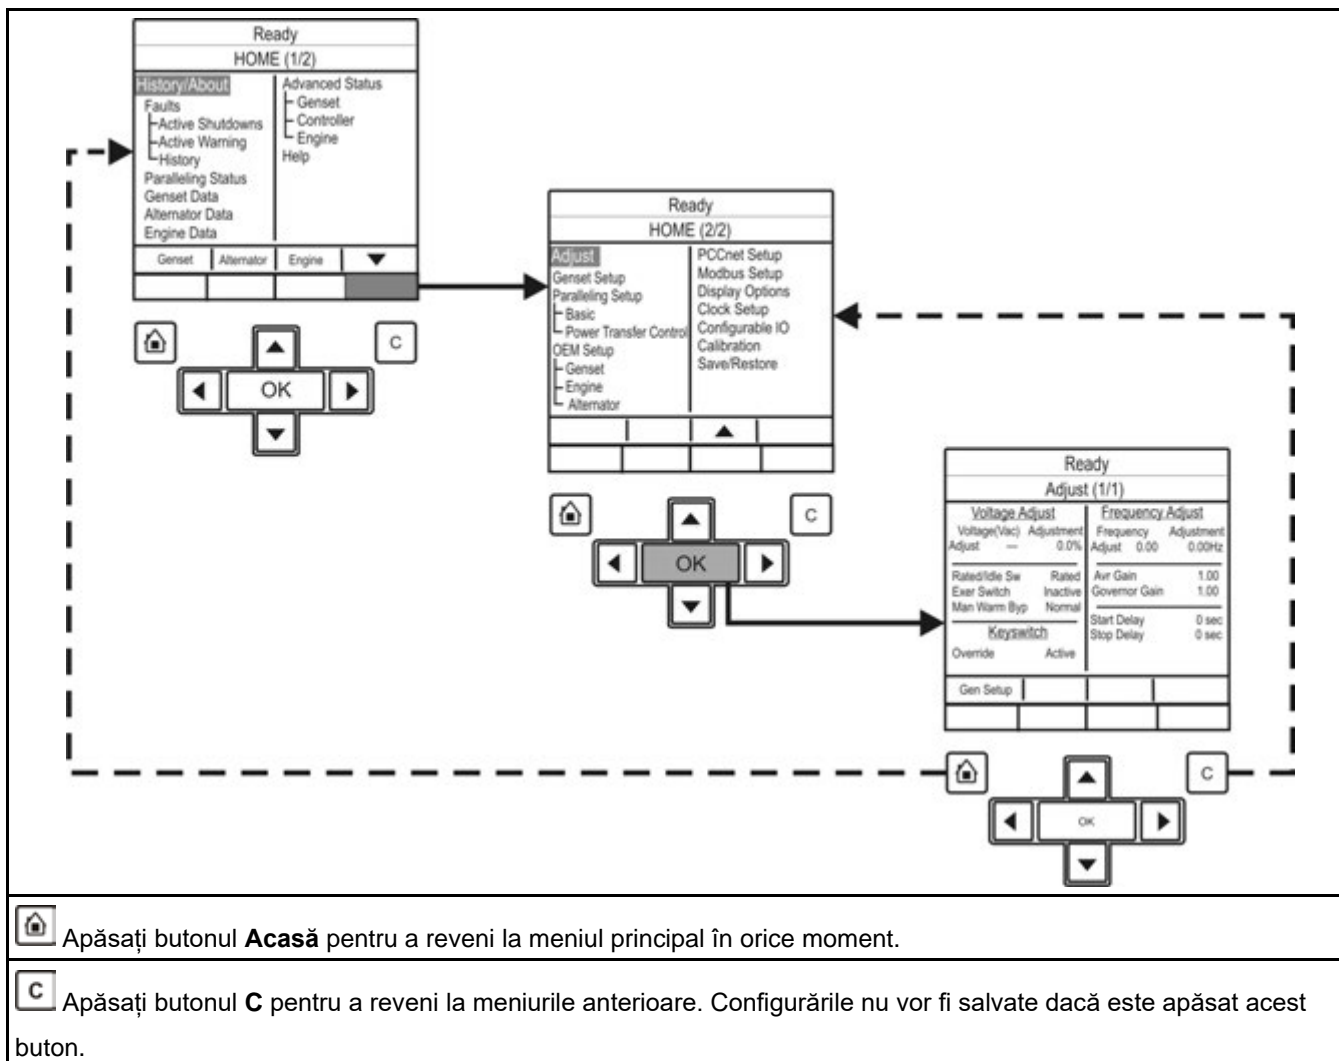 Ready
HOME (1/2)
History/About
Faults
Active Shutdowns
Active Warning
History
Paralleling Status
Genset Data
Alternator Data
Engine Data
Advanced Status
Genset
Controller
Engine
Help
Genset Alternator Engine
C
OK
Ready
HOME (2/2)
Adjust
Genset Setup
Paralleling Setup
Basic
Power Transfer Control
OEM Setup
Genset
Engine
Alternator
PCCnet Setup
Modbus Setup
Display Options
Clock Setup
Configurable IO
Calibration
Save/Restore
C
OK
Ready
Adjust (1/1)
Voltage Adjust
Voltage(Vac) Adjustment
Adjust --- 0.0%
Rated/Idle Sw Rated
Exer Switch Inactive
Man Warm Byp Normal
Keyswitch
Override Active
Frequency Adjust
Frequency Adjustment
Adjust 0.00 0.00Hz
Avr Gain 1.00
Governor Gain 1.00
Start Delay 0 sec
Stop Delay 0 sec
Gen Setup
C
OK
Apăsați butonul Acasă pentru a reveni la meniul principal în orice moment.
C Apăsați butonul C pentru a reveni la meniurile anterioare. Configurările nu vor fi salvate dacă este apăsat acest
buton.